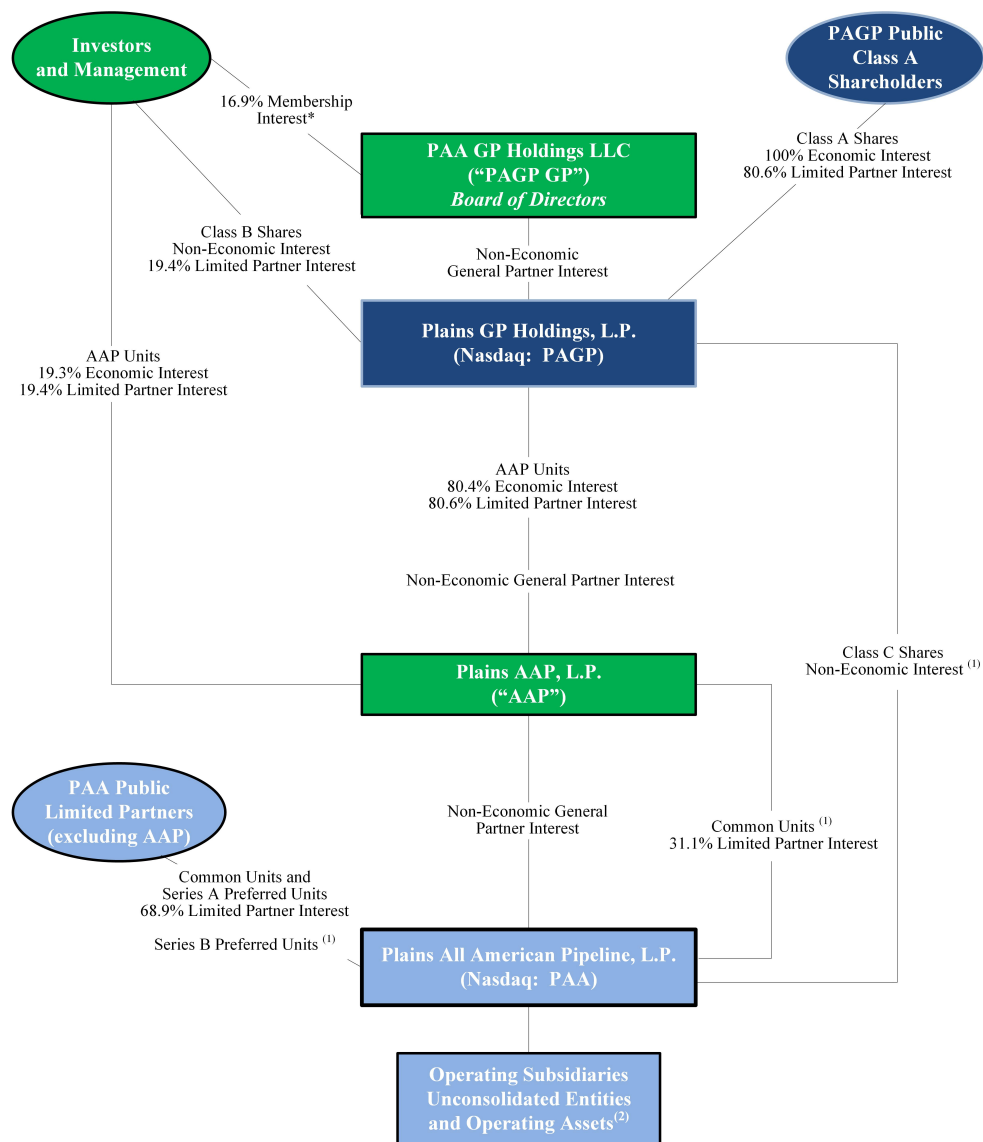 Investors
and Management
PAGP Public
Class A
Shareholders
16.9% Membership
Interest*
PAA GP Holdings LLC
(“PAGP GP”)
Board of Directors
Class A Shares
100% Economic Interest
80.6% Limited Partner Interest
Class B Shares
Non-Economic Interest
19.4% Limited Partner Interest
Non-Economic
General Partner Interest
Plains GP Holdings, L.P.
(Nasdaq:  PAGP)
AAP Units
19.3% Economic Interest
19.4% Limited Partner Interest
AAP Units
80.4% Economic Interest
80.6% Limited Partner Interest
Non-Economic General Partner Interest
Class C Shares
Non-Economic Interest (1)
Plains AAP, L.P.
(“AAP”)
PAA Public
Limited Partners
(excluding AAP)
Non-Economic General
Partner Interest
Common Units (1)
31.1% Limited Partner Interest
Common Units and
Series A Preferred Units
68.9% Limited Partner Interest
Series B Preferred Units (1)
Plains All American Pipeline, L.P.
(Nasdaq:  PAA)
Operating Subsidiaries
Unconsolidated Entities
and Operating Assets(2)